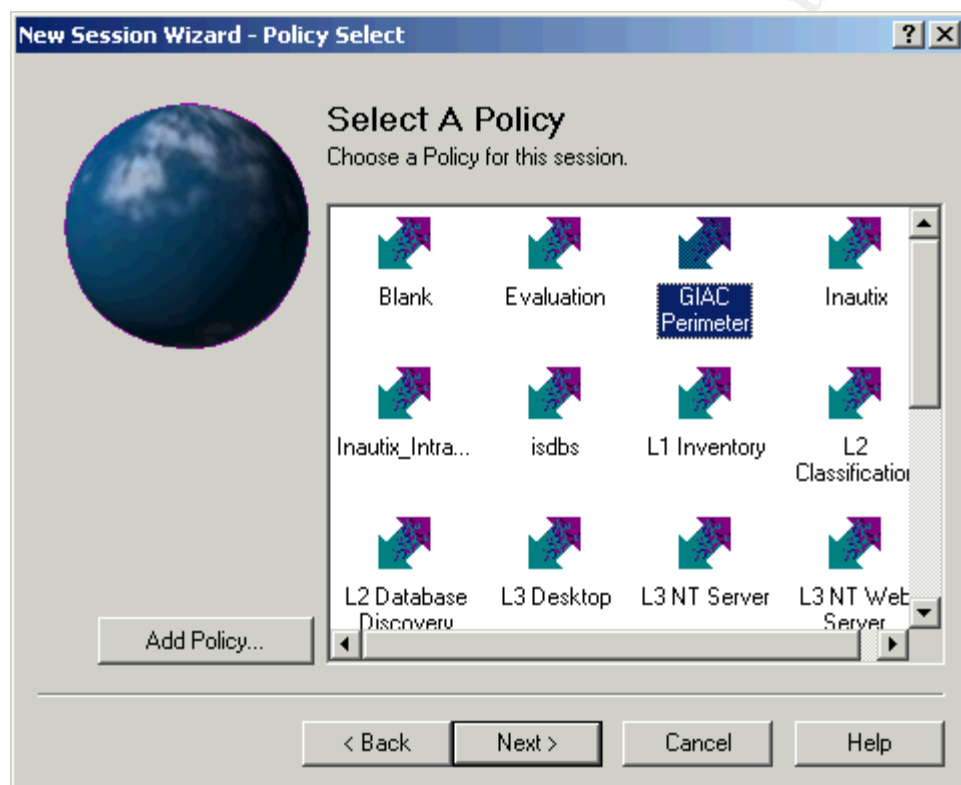 New Session Wizard - Policy Select
Select A Policy
Choose a Policy for this session.
Blank
Evaluation
GIAC
Perimeter
Inautix
Inautix_Intra...
isdbs
L1 Inventory
L2
Classification
L2 Database
Discovery
L3 Desktop
L3 NT Server
L3 NT Web
Server
Add Policy...
< Back
Next >
Cancel
Help